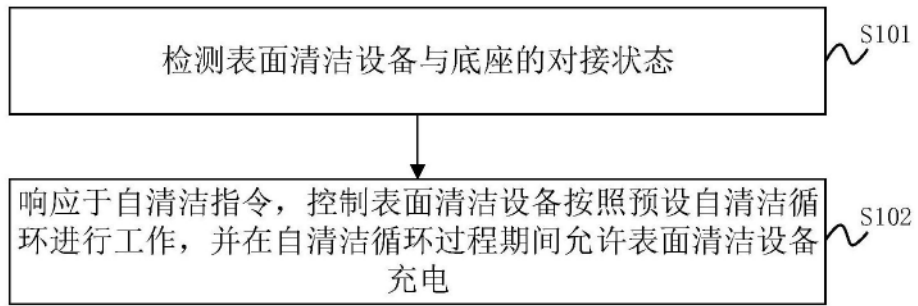 检测表面清洁设备与底座的对接状态
S101
响应于自清洁指令，控制表面清洁设备按照预设自清洁循
环进行工作，并在自清洁循环过程期间允许表面清洁设备
充电
S102